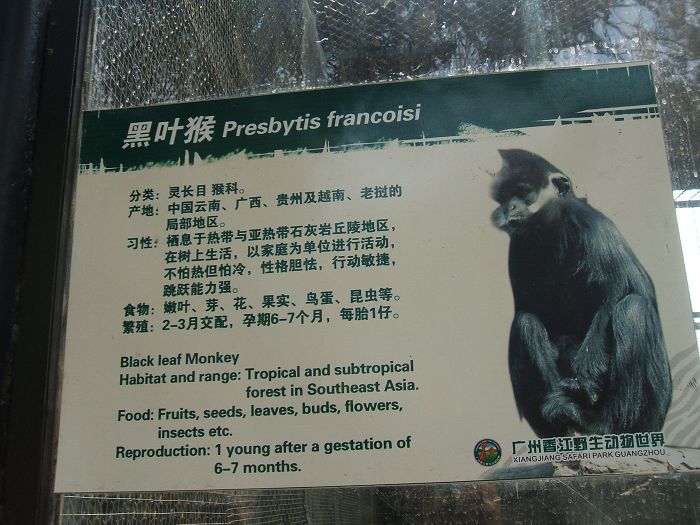 黑叶猴 Presbytis francoisi
分类：灵长目 猴科。
产地：中国云南、广西、贵州及越南、老挝的
局部地区。
习性：栖息于热带与亚热带石灰岩丘陵地区，
在树上生活，以家庭为单位进行活动，
不怕热但怕冷，性格胆怯，行动敏捷，
跳跃能力强。
食物：嫩叶、芽、花、果实、鸟蛋、昆虫等。
繁殖：2-3月交配，孕期6-7个月，每胎1仔。
Black leaf Monkey
Habitat and range: Tropical and subtropical
forest in Southeast Asia.
Food: Fruits, seeds, leaves, buds, flowers,
insects etc.
Reproduction: 1 young after a gestation of
6-7 months.
广州香江野生动物世界
XIANGJIANG SAFARI PARK GUANGZHOU